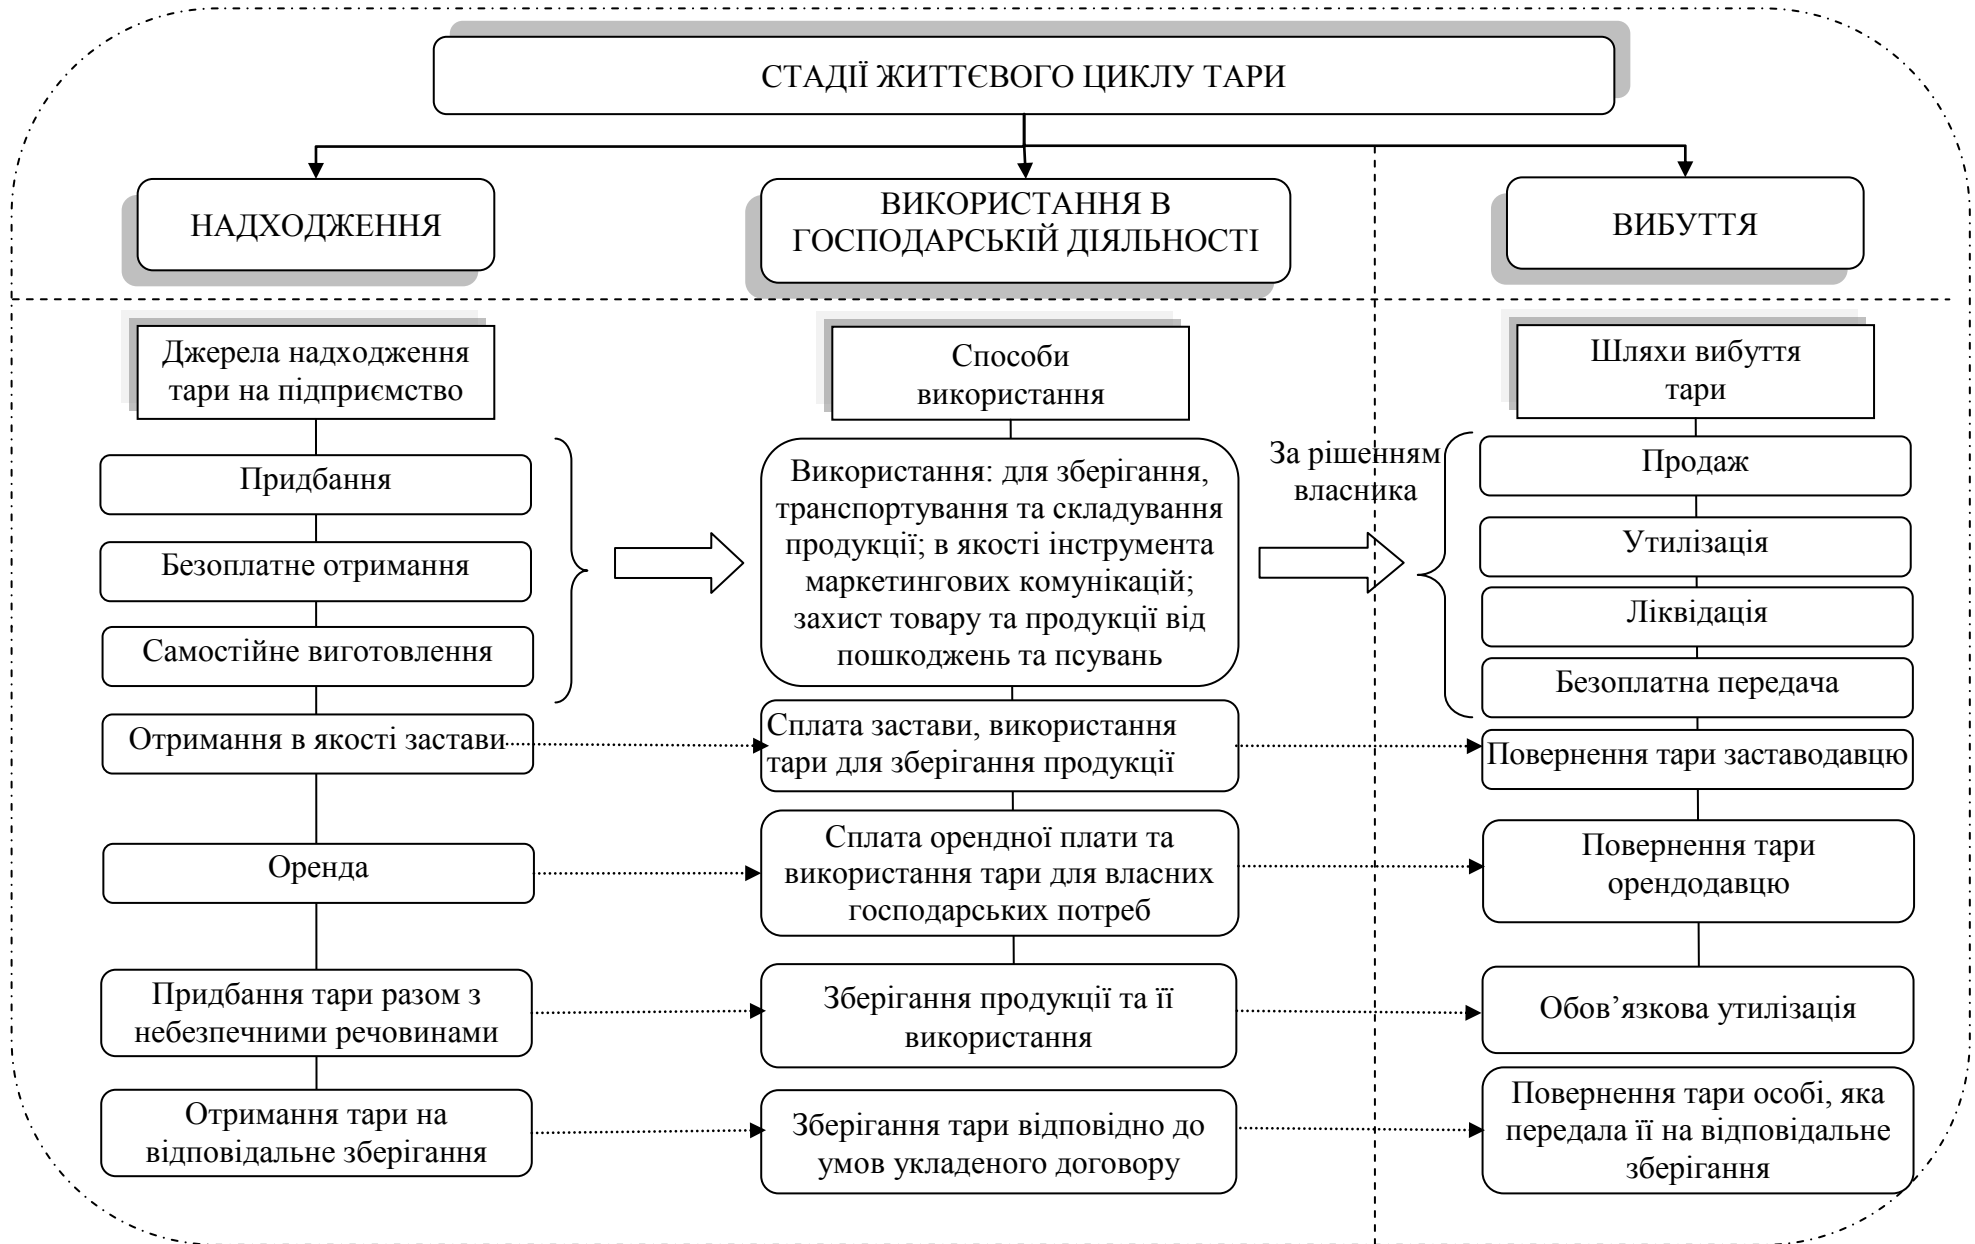 СТАДІЇ ЖИТТЄВОГО ЦИКЛУ ТАРИ
НАДХОДЖЕННЯ
ВИКОРИСТАННЯ В
ГОСПОДАРСЬКІЙ ДІЯЛЬНОСТІ
ВИБУТТЯ
Джерела надходження
тари на підприємство
Придбання
Безоплатне отримання
Самостійне виготовлення
Отримання в якості застави
Оренда
Придбання тари разом з
небезпечними речовинами
Отримання тари на
відповідальне зберігання
Способи
використання
Використання: для зберігання,
транспортування та складування
продукції; в якості інструмента
маркетингових комунікацій;
захист товару та продукції від
пошкоджень та псувань
Сплата застави, використання
тари для зберігання продукції
Сплата орендної плати та
використання тари для власних
господарських потреб
Зберігання продукції та її
використання
Зберігання тари відповідно до
умов укладеного договору
За рішенням
власника
Шляхи вибуття
тари
Продаж
Утилізація
Ліквідація
Безоплатна передача
Повернення тари заставодавцю
Повернення тари
орендодавцю
Обов’язкова утилізація
Повернення тари особі, яка
передала її на відповідальне
зберігання